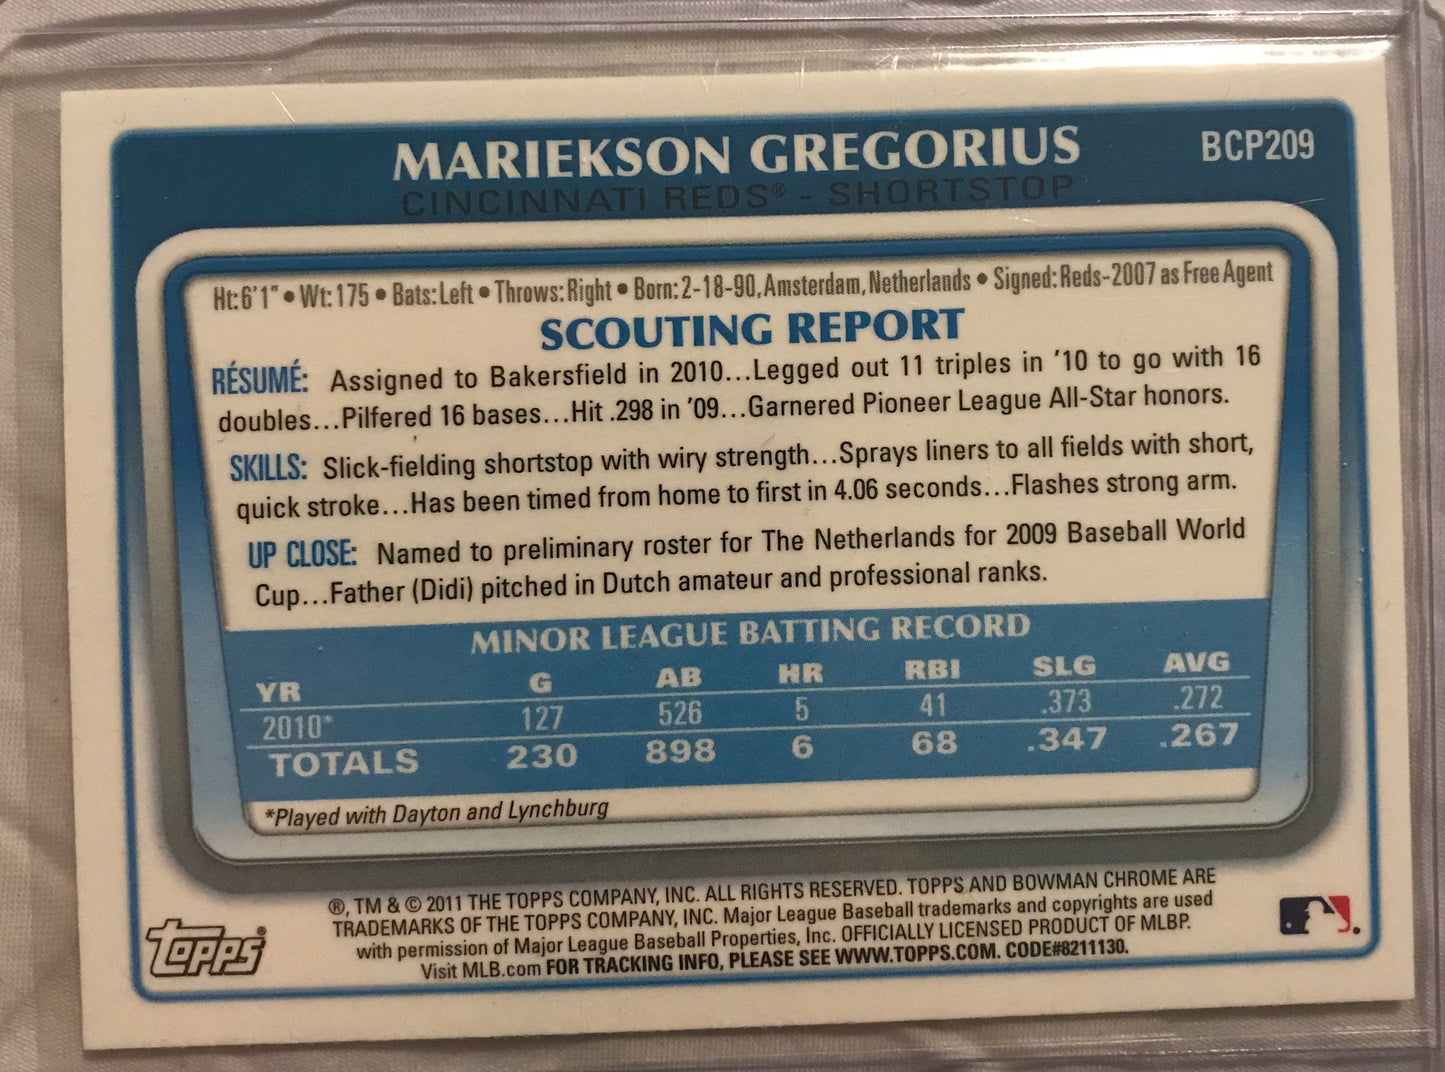 MARIEKSON GREGORIUS
BCP209
CINCINNATI REDS® - SHORTSTOP
Ht: 6'1" • Wt: 175 • Bats: Left • Throws: Right • Born: 2-18-90, Amsterdam, Netherlands • Signed: Reds-2007 as Free Agent
SCOUTING REPORT
RÉSUMÉ: Assigned to Bakersfield in 2010...Legged out 11 triples in '10 to go with 16
doubles...Pilfered 16 bases...Hit .298 in '09...Garnered Pioneer League All-Star honors.
SKILLS: Slick-fielding shortstop with wiry strength...Sprays liners to all fields with short,
quick stroke...Has been timed from home to first in 4.06 seconds...Flashes strong arm.
UP CLOSE: Named to preliminary roster for The Netherlands for 2009 Baseball World
Cup...Father (Didi) pitched in Dutch amateur and professional ranks.
MINOR LEAGUE BATTING RECORD
YR G AB HR RBI SLG AVG
2010* 127 526 5 41 .373 .272
TOTALS 230 898 6 68 .347 .267
*Played with Dayton and Lynchburg
®, TM & © 2011 THE TOPPS COMPANY, INC. ALL RIGHTS RESERVED. TOPPS AND BOWMAN CHROME ARE
TRADEMARKS OF THE TOPPS COMPANY, INC. Major League Baseball trademarks and copyrights are used
with permission of Major League Baseball Properties, Inc. OFFICIALLY LICENSED PRODUCT OF MLBP.
Visit MLB.com FOR TRACKING INFO, PLEASE SEE WWW.TOPPS.COM. CODE#8211130.
Topps®